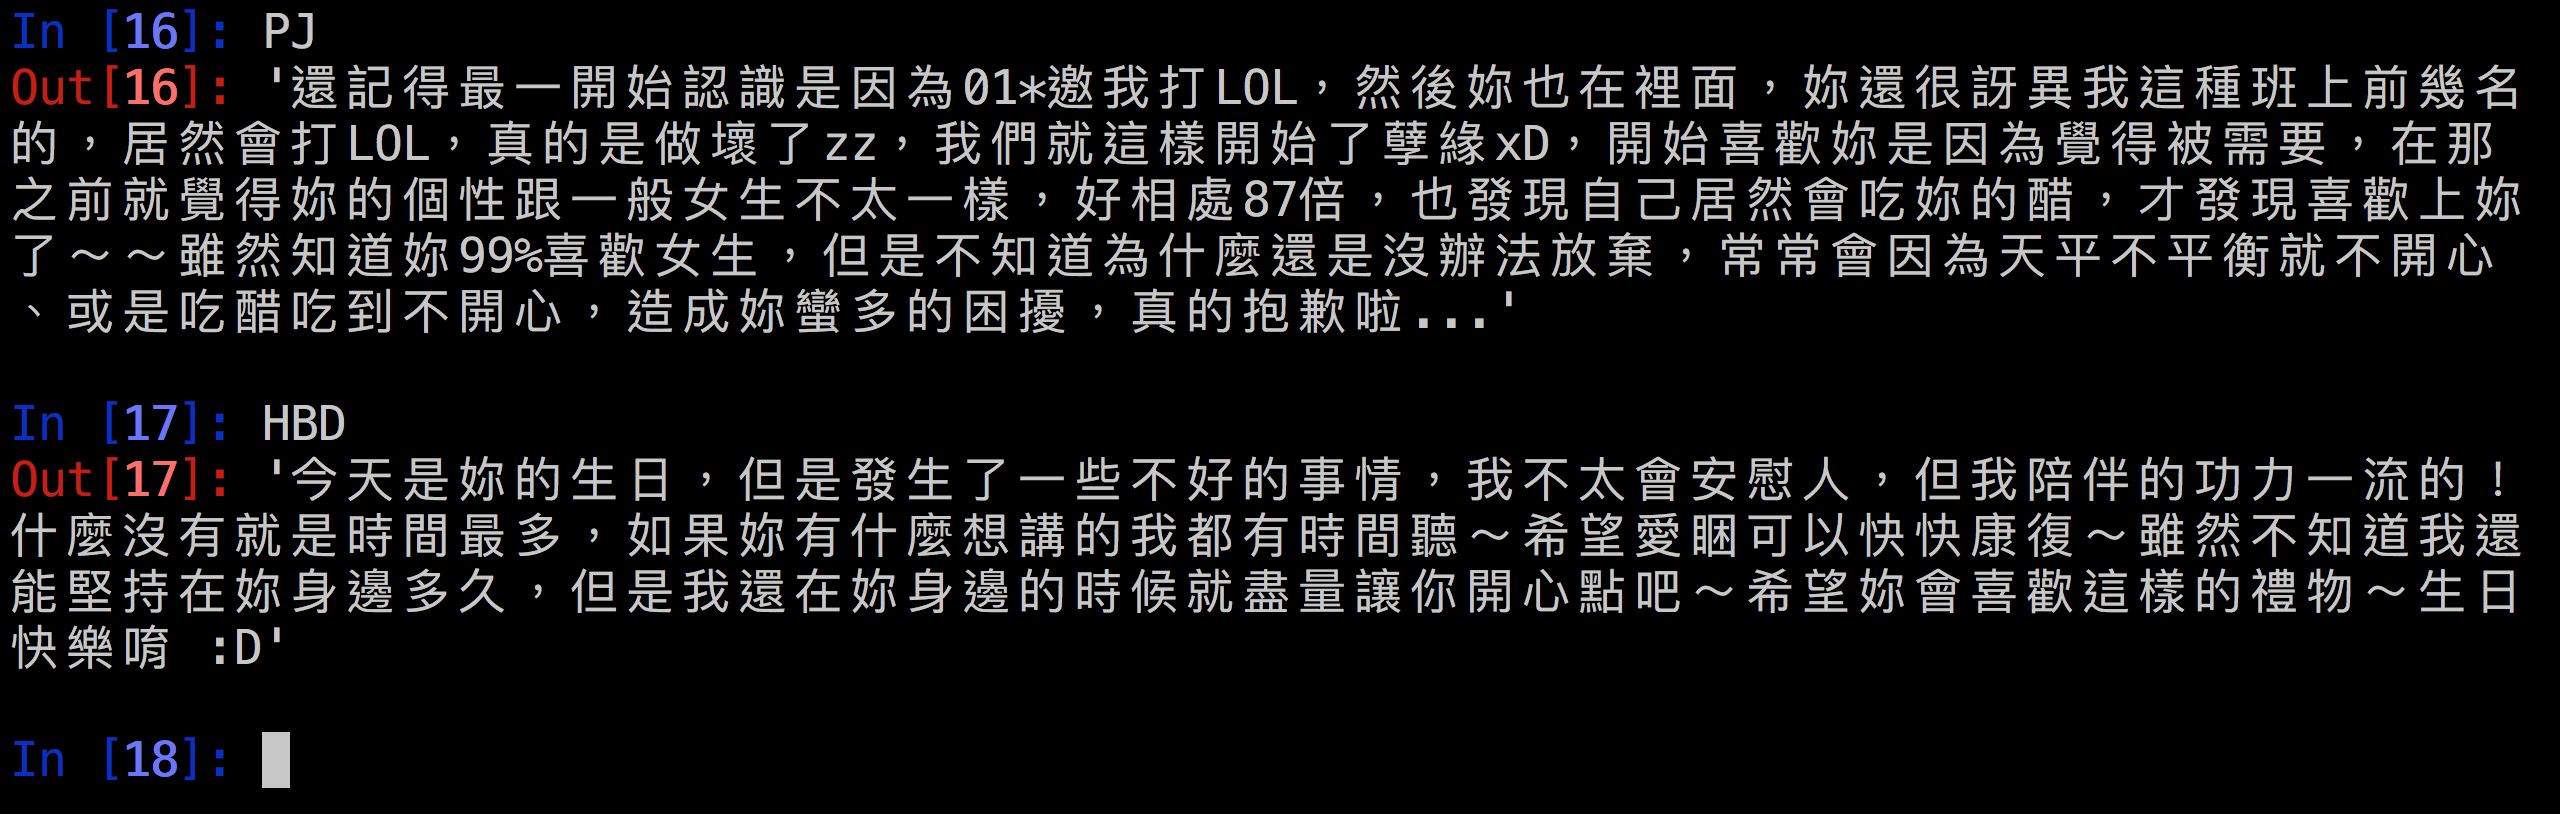 In [16]: PJ
Out[16]: '還記得最一開始認識是因為01*邀我打LOL，然後妳也在裡面，妳還很訝異我這種班上前幾名
的，居然會打LOL，真的是做壞了zz，我們就這樣開始了孽緣xD，開始喜歡妳是因為覺得被需要，在那
之前就覺得妳的個性跟一般女生不太一樣，好相處87倍，也發現自己居然會吃妳的醋，才發現喜歡上妳
了～～雖然知道妳99%喜歡女生，但是不知道為什麼還是沒辦法放棄，常常會因為天平不平衡就不開心
、或是吃醋吃到不開心，造成妳蠻多的困擾，真的抱歉啦...'
In [17]: HBD
Out[17]: '今天是妳的生日，但是發生了一些不好的事情，我不太會安慰人，但我陪伴的功力一流的！
什麼沒有就是時間最多，如果妳有什麼想講的我都有時間聽～希望愛睏可以快快康復～雖然不知道我還
能堅持在妳身邊多久，但是我還在妳身邊的時候就盡量讓你開心點吧～希望妳會喜歡這樣的禮物～生日
快樂唷 :D'
In [18]: